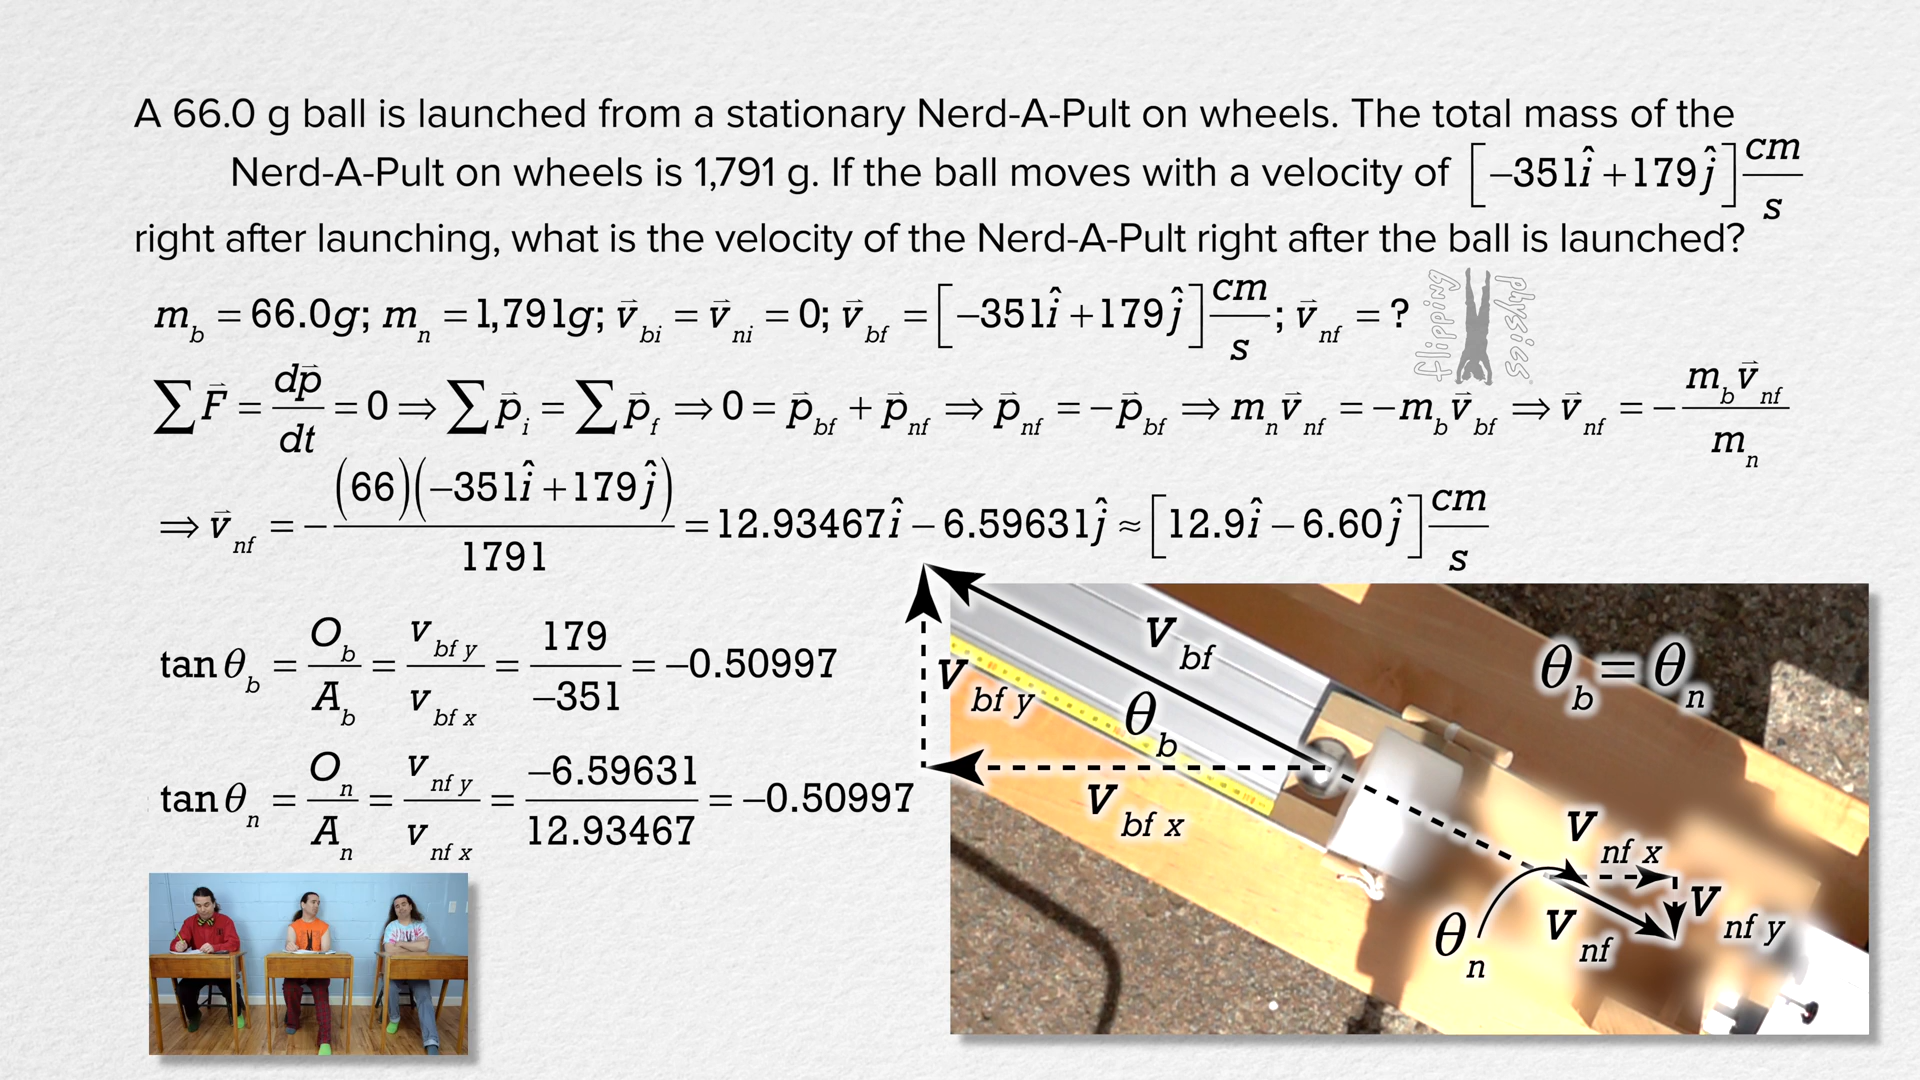 A 66.0 g ball is launched from a stationary Nerd-A-Pult on wheels. The total mass of the
Nerd-A-Pult on wheels is 1,791 g. If the ball moves with a velocity of [−351î + 179ĵ] cm/s
right after launching, what is the velocity of the Nerd-A-Pult right after the ball is launched?
m_b = 66.0g; m_n = 1,791g; v⃗_bi = v⃗_ni = 0; v⃗_bf = [−351î + 179ĵ] cm/s; v⃗_nf = ?
flipping physics
∑F⃗ = dp⃗/dt = 0 ⇒ ∑p⃗_i = ∑p⃗_f ⇒ 0 = p⃗_bf + p⃗_nf ⇒ p⃗_nf = −p⃗_bf ⇒ m_n v⃗_nf = −m_b v⃗_bf ⇒ v⃗_nf = − m_b v⃗_nf / m_n
⇒ v⃗_nf = − (66)(−351î + 179ĵ) / 1791 = 12.93467î − 6.59631ĵ ≈ [12.9î − 6.60ĵ] cm/s
tan θ_b = O_b / A_b = v_bf y / v_bf x = 179 / −351 = −0.50997
tan θ_n = O_n / A_n = v_nf y / v_nf x = −6.59631 / 12.93467 = −0.50997
v_bf
θ_b = θ_n
v_bf y
θ_b
v_bf x
v_nf x
v_nf y
θ_n
v_nf